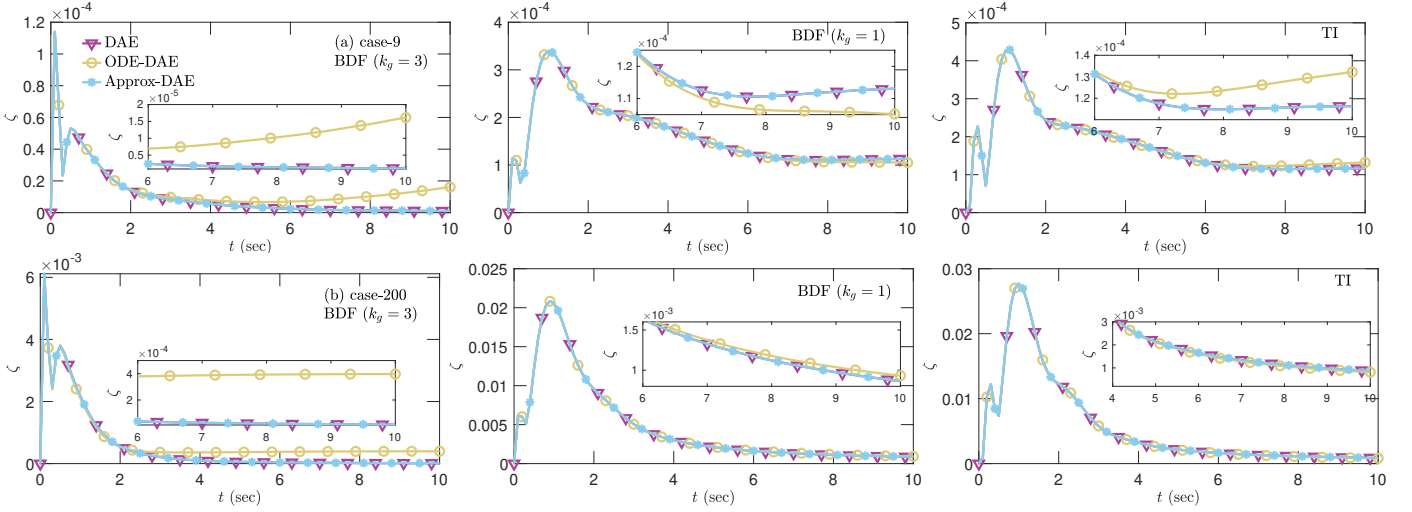 ×10⁻⁴
1.2
1
0.8
0.6
0.4
0.2
0
ζ
DAE
ODE-DAE
Approx-DAE
(a) case-9
BDF (k_g = 3)
×10⁻⁵
2
1.5
1
0.5
ζ
6 7 8 9 10
0 2 4 6 8 10
t (sec)
×10⁻⁴
4
3
2
1
0
ζ
BDF (k_g = 1)
×10⁻⁴
1.2
1.1
ζ
6 7 8 9 10
0 2 4 6 8 10
t (sec)
×10⁻⁴
5
4
3
2
1
0
ζ
TI
×10⁻⁴
1.4
1.3
1.2
ζ
6 7 8 9 10
0 2 4 6 8 10
t (sec)
×10⁻³
6
4
2
0
ζ
(b) case-200
BDF (k_g = 3)
×10⁻⁴
4
2
ζ
6 7 8 9 10
0 2 4 6 8 10
t (sec)
0.025
0.02
0.015
0.01
0.005
0
ζ
BDF (k_g = 1)
×10⁻³
1.5
1
ζ
6 7 8 9 10
0 2 4 6 8 10
t (sec)
0.03
0.02
0.01
0
ζ
TI
×10⁻³
3
2
1
ζ
4 5 6 7 8 9 10
0 2 4 6 8 10
t (sec)